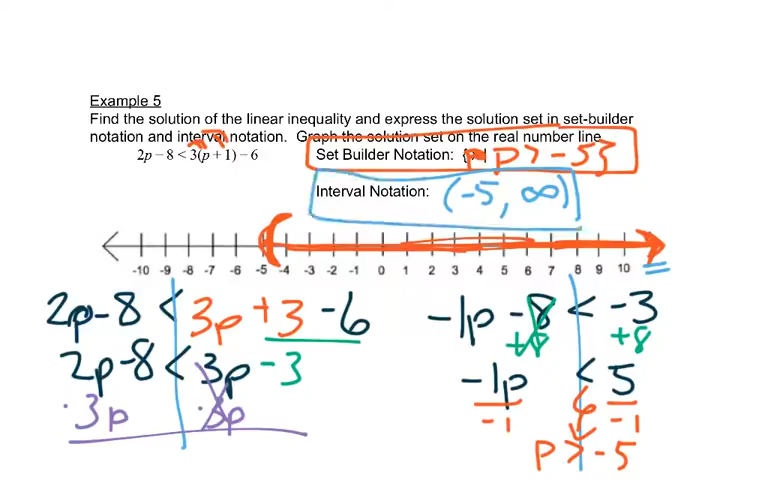 Example 5
Find the solution of the linear inequality and express the solution set in set-builder
notation and interval notation. Graph the solution set on the real number line.
2p − 8 < 3(p + 1) − 6
Set Builder Notation: {p| p > -5}
Interval Notation: (-5, ∞)
-10 -9 -8 -7 -6 -5 -4 -3 -2 -1 0 1 2 3 4 5 6 7 8 9 10
2p - 8 < 3p + 3 - 6
2p - 8 < 3p - 3
-3p -3p
-1p - 8 < -3
+8 +8
-1p < 5
-1 -1
p > -5